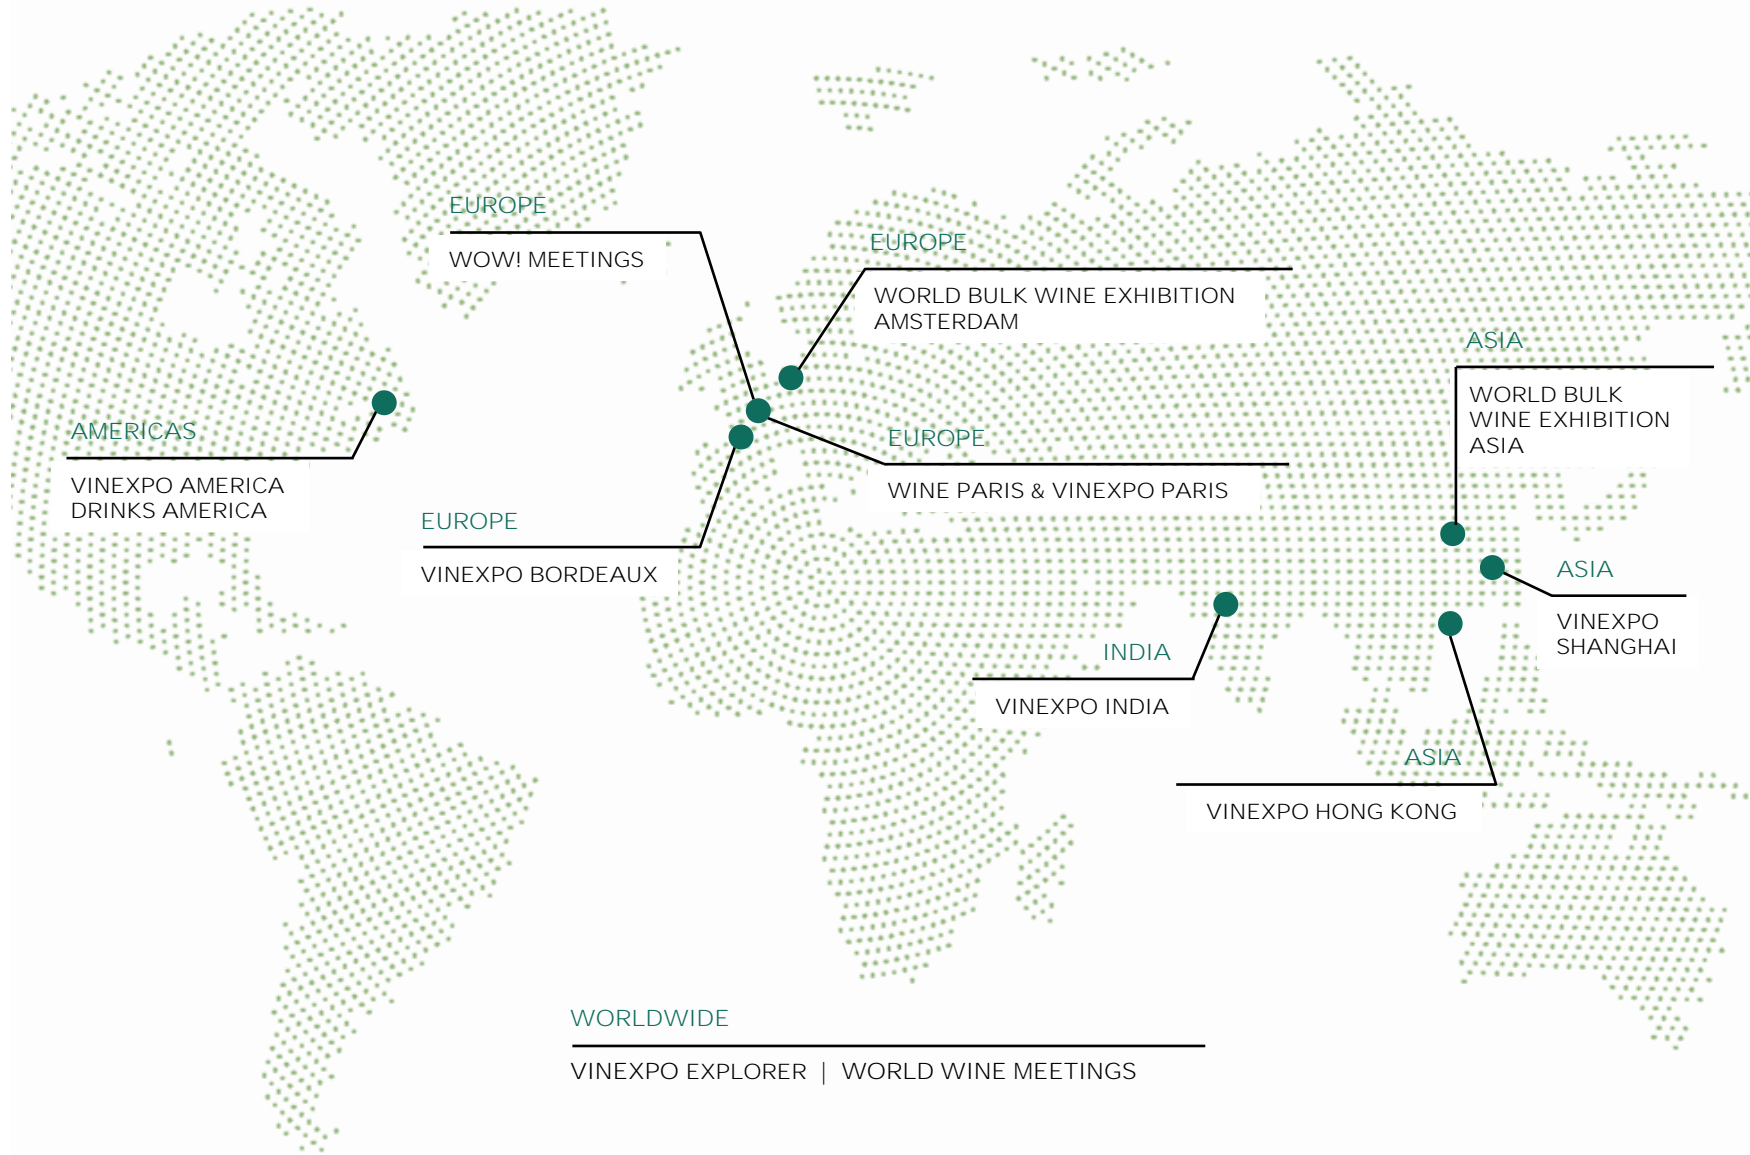 EUROPE
WOW! MEETINGS
EUROPE
WORLD BULK WINE EXHIBITION
AMSTERDAM
ASIA
WORLD BULK
WINE EXHIBITION
ASIA
AMERICAS
VINEXPO AMERICA
DRINKS AMERICA
EUROPE
WINE PARIS & VINEXPO PARIS
EUROPE
VINEXPO BORDEAUX
ASIA
VINEXPO
SHANGHAI
INDIA
VINEXPO INDIA
ASIA
VINEXPO HONG KONG
WORLDWIDE
VINEXPO EXPLORER | WORLD WINE MEETINGS